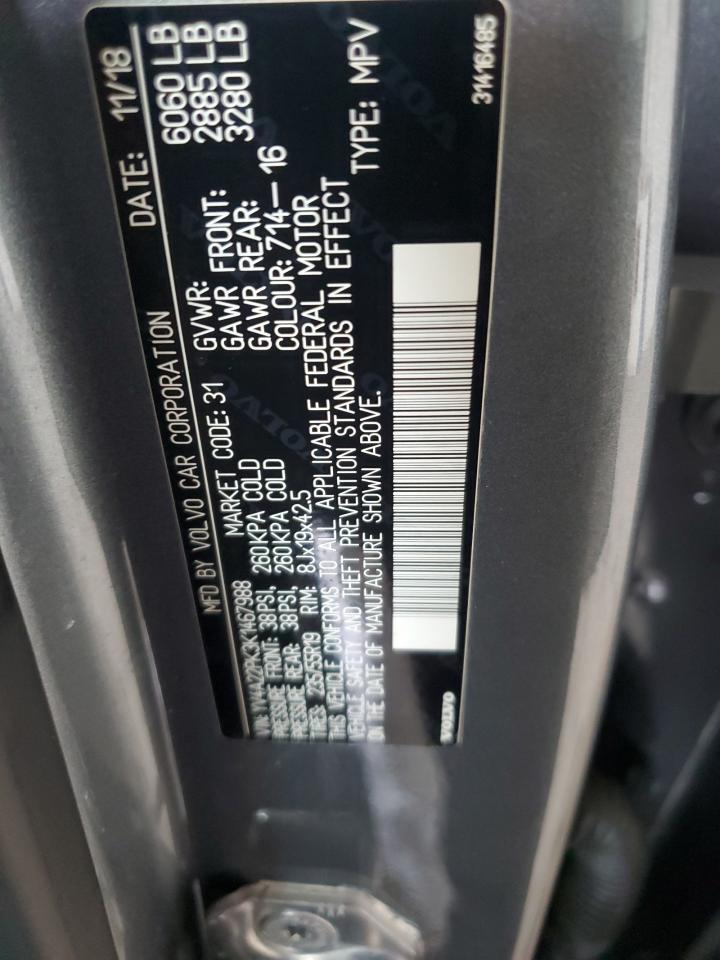 MFD BY VOLVO CAR CORPORATION DATE: 11/18
VIN: YV4A22PK3K1467988 GVWR: 6060 LB
MARKET CODE: 31 GAWR FRONT: 2885 LB
PRESSURE FRONT: 38PSI, 260KPA COLD GAWR REAR: 3280 LB
PRESSURE REAR: 38PSI, 260KPA COLD COLOUR: 714-16
TIRES: 235/55R19 RIM: 8Jx19x42.5
THIS VEHICLE CONFORMS TO ALL APPLICABLE FEDERAL MOTOR
VEHICLE SAFETY AND THEFT PREVENTION STANDARDS IN EFFECT
ON THE DATE OF MANUFACTURE SHOWN ABOVE. TYPE: MPV
VOLVO 31416485